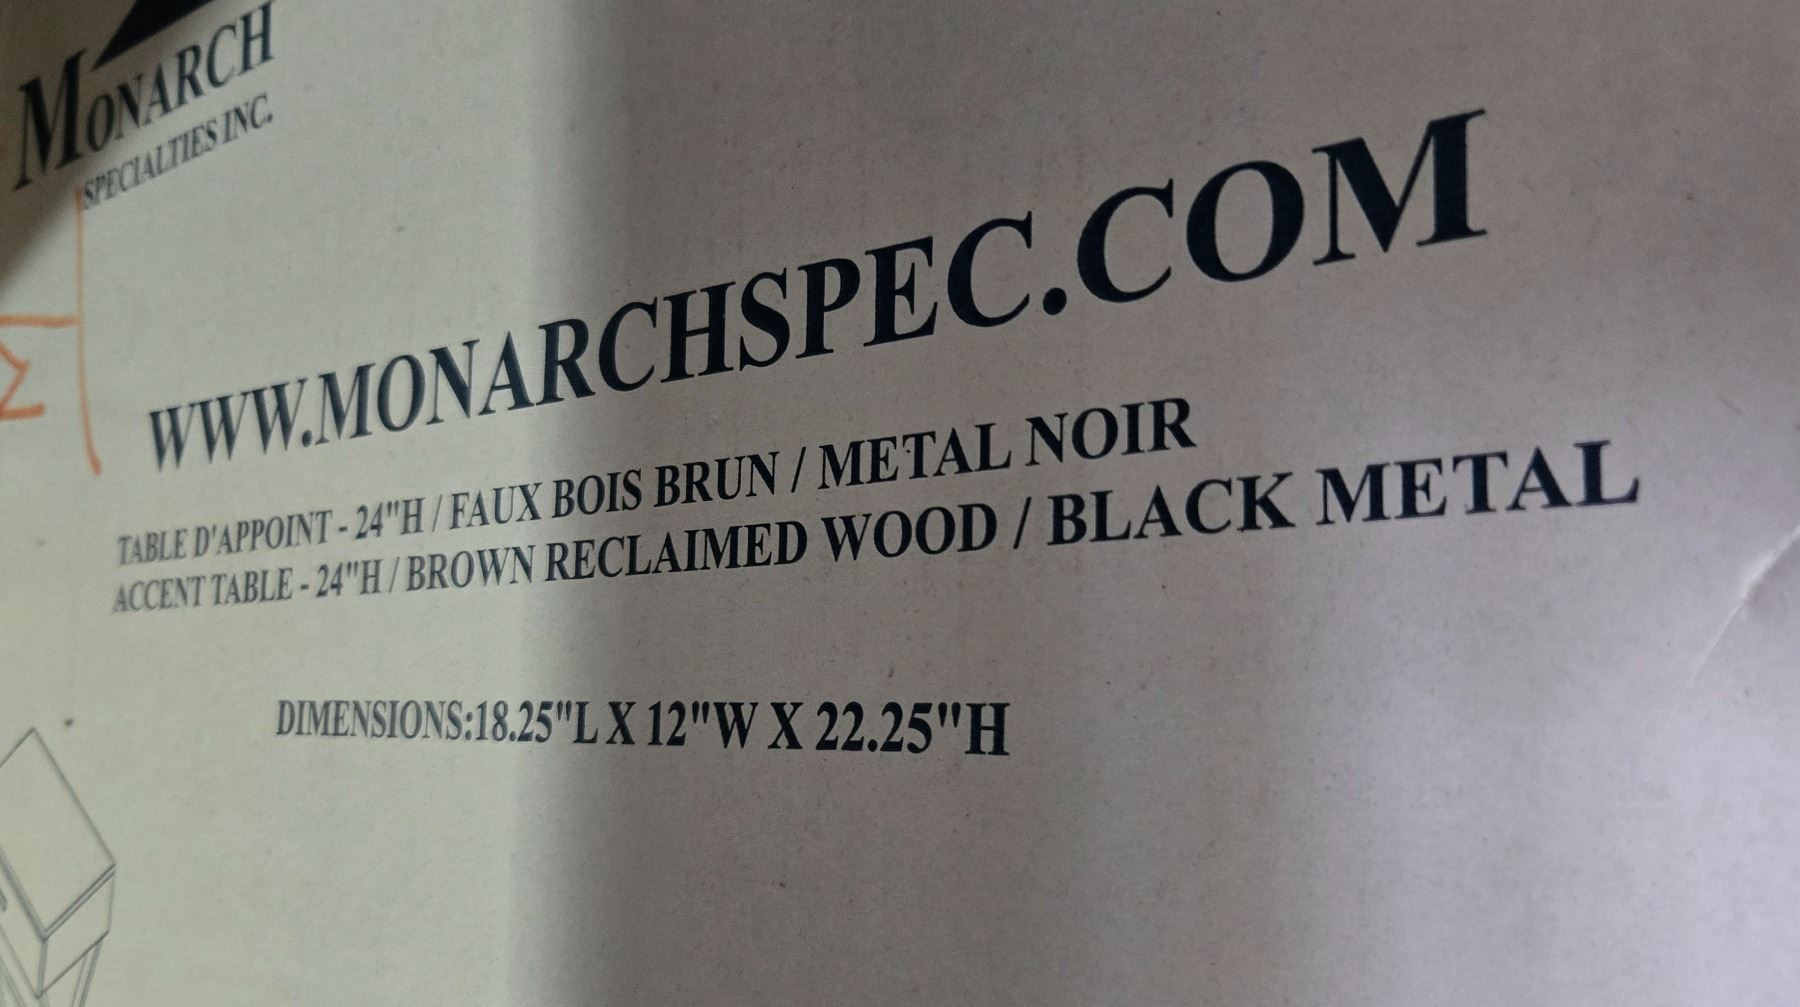 MONARCH
SPECIALTIES INC.
WWW.MONARCHSPEC.COM
TABLE D'APPOINT - 24"H / FAUX BOIS BRUN / METAL NOIR
ACCENT TABLE - 24"H / BROWN RECLAIMED WOOD / BLACK METAL
DIMENSIONS:18.25"L X 12"W X 22.25"H